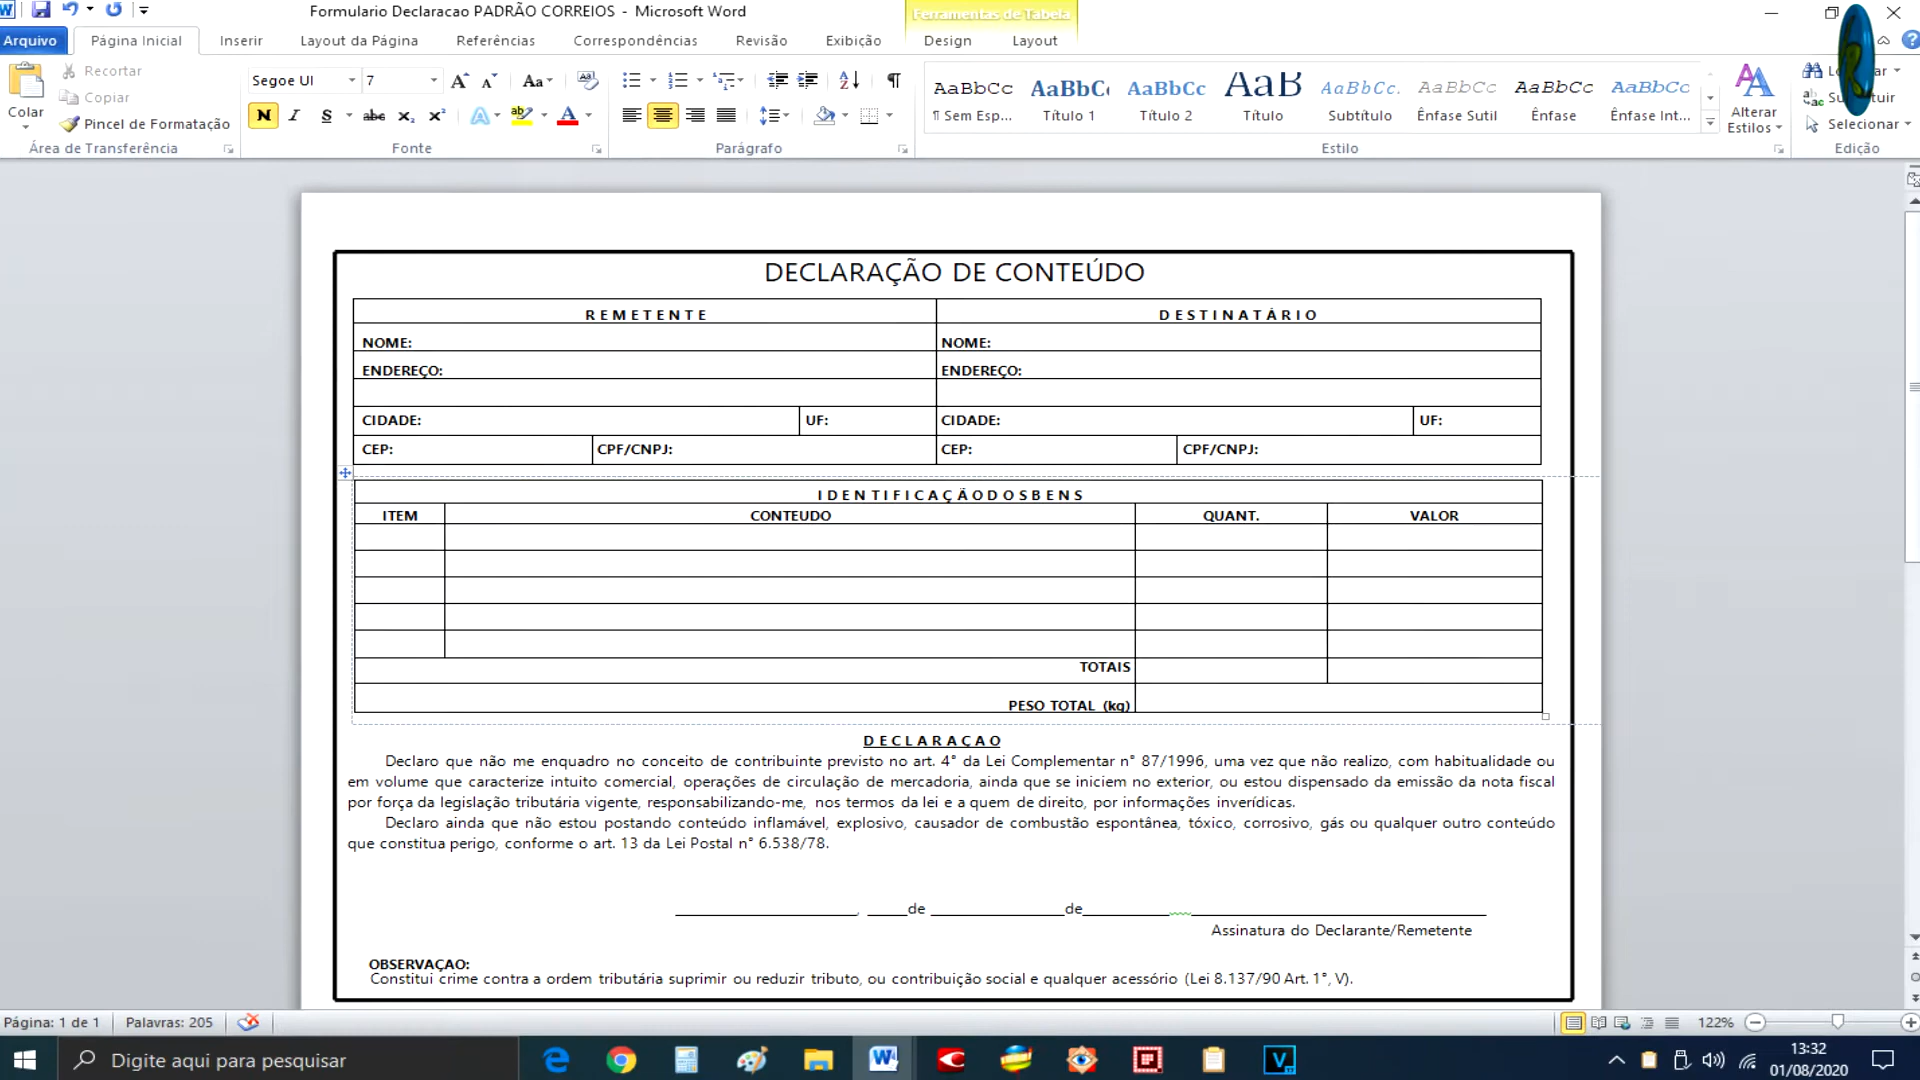 Formulario Declaracao PADRÃO CORREIOS - Microsoft Word
Ferramentas de Tabela
Arquivo
Página Inicial
Inserir
Layout da Página
Referências
Correspondências
Revisão
Exibição
Design
Layout
Colar
Recortar
Copiar
Pincel de Formatação
Área de Transferência
Segoe UI
7
Fonte
Parágrafo
AaBbCc
¶ Sem Esp...
AaBbC
Título 1
AaBbCc
Título 2
AaB
Título
AaBbCc.
Subtítulo
AaBbCc
Ênfase Sutil
AaBbCc
Ênfase
AaBbCc
Ênfase Int...
Alterar
Estilos
Estilo
Selecionar
Edição
DECLARAÇÃO DE CONTEÚDO
R E M E T E N T E
D E S T I N A T Á R I O
NOME:
NOME:
ENDEREÇO:
ENDEREÇO:
CIDADE:
UF:
CIDADE:
UF:
CEP:
CPF/CNPJ:
CEP:
CPF/CNPJ:
I D E N T I F I C A Ç Ã O D O S B E N S
ITEM
CONTEUDO
QUANT.
VALOR
TOTAIS
PESO TOTAL (kg)
D E C L A R A Ç A O
Declaro que não me enquadro no conceito de contribuinte previsto no art. 4° da Lei Complementar n° 87/1996, uma vez que não realizo, com habitualidade ou
em volume que caracterize intuito comercial, operações de circulação de mercadoria, ainda que se iniciem no exterior, ou estou dispensado da emissão da nota fiscal
por força da legislação tributária vigente, responsabilizando-me, nos termos da lei e a quem de direito, por informações inverídicas.
Declaro ainda que não estou postando conteúdo inflamável, explosivo, causador de combustão espontânea, tóxico, corrosivo, gás ou qualquer outro conteúdo
que constitua perigo, conforme o art. 13 da Lei Postal n° 6.538/78.
____________________, _____de _______________de__________ ______________________________
Assinatura do Declarante/Remetente
OBSERVAÇAO:
Constitui crime contra a ordem tributária suprimir ou reduzir tributo, ou contribuição social e qualquer acessório (Lei 8.137/90 Art. 1°, V).
Página: 1 de 1
Palavras: 205
122%
Digite aqui para pesquisar
13:32
01/08/2020